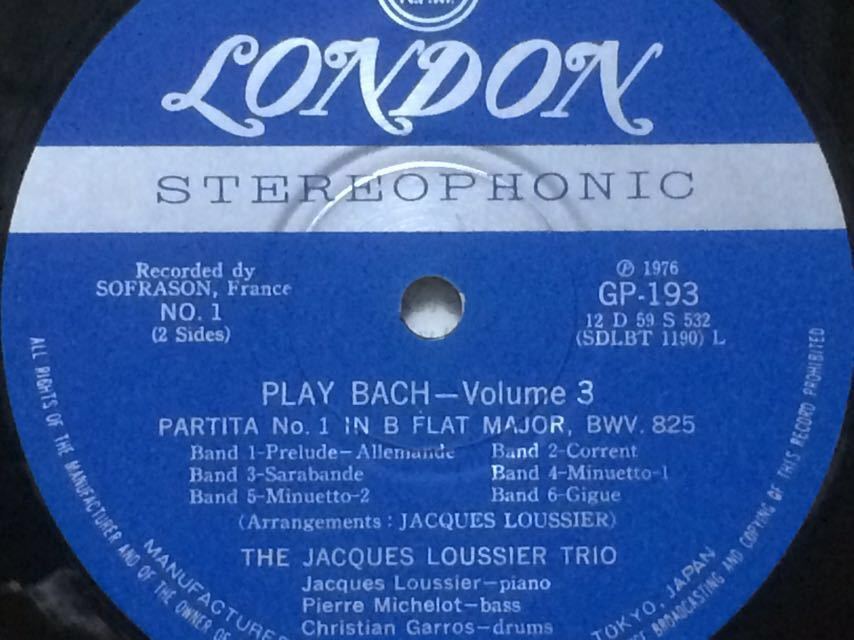 LONDON
STEREOPHONIC
Recorded dy
SOFRASON, France
NO. 1
(2 Sides)
℗ 1976
GP-193
12 D 59 S 532
(SDLBT 1190) L
PLAY BACH—Volume 3
PARTITA No. 1 IN B FLAT MAJOR, BWV. 825
Band 1-Prelude-Allemande Band 2-Corrent
Band 3-Sarabande Band 4-Minuetto-1
Band 5-Minuetto-2 Band 6-Gigue
(Arrangements : JACQUES LOUSSIER)
THE JACQUES LOUSSIER TRIO
Jacques Loussier—piano
Pierre Michelot—bass
Christian Garros—drums
ALL RIGHTS OF THE MANUFACTURER AND OF THE OWNER OF
MANUFACTURE
TOKYO, JAPAN
BROADCASTING AND COPYING OF THIS RECORD PROHIBITED